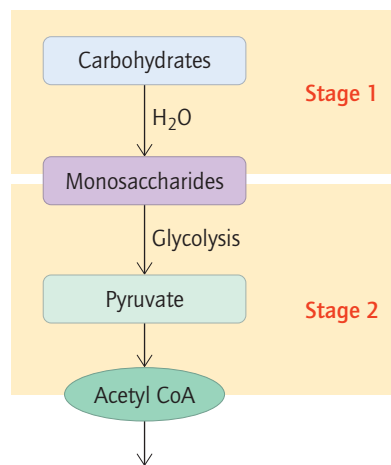 Carbohydrates
Stage 1
H₂O
Monosaccharides
Glycolysis
Pyruvate
Stage 2
Acetyl CoA